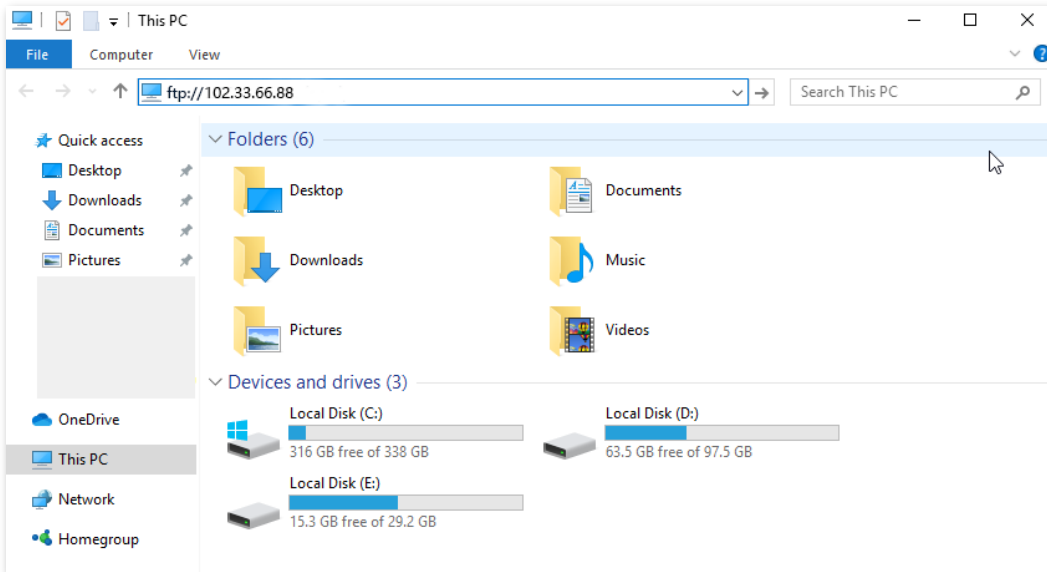 This PC
File Computer View
ftp://102.33.66.88 Search This PC
Quick access
Desktop
Downloads
Documents
Pictures
OneDrive
This PC
Network
Homegroup
Folders (6)
Desktop Documents
Downloads Music
Pictures Videos
Devices and drives (3)
Local Disk (C:) Local Disk (D:)
316 GB free of 338 GB 63.5 GB free of 97.5 GB
Local Disk (E:)
15.3 GB free of 29.2 GB